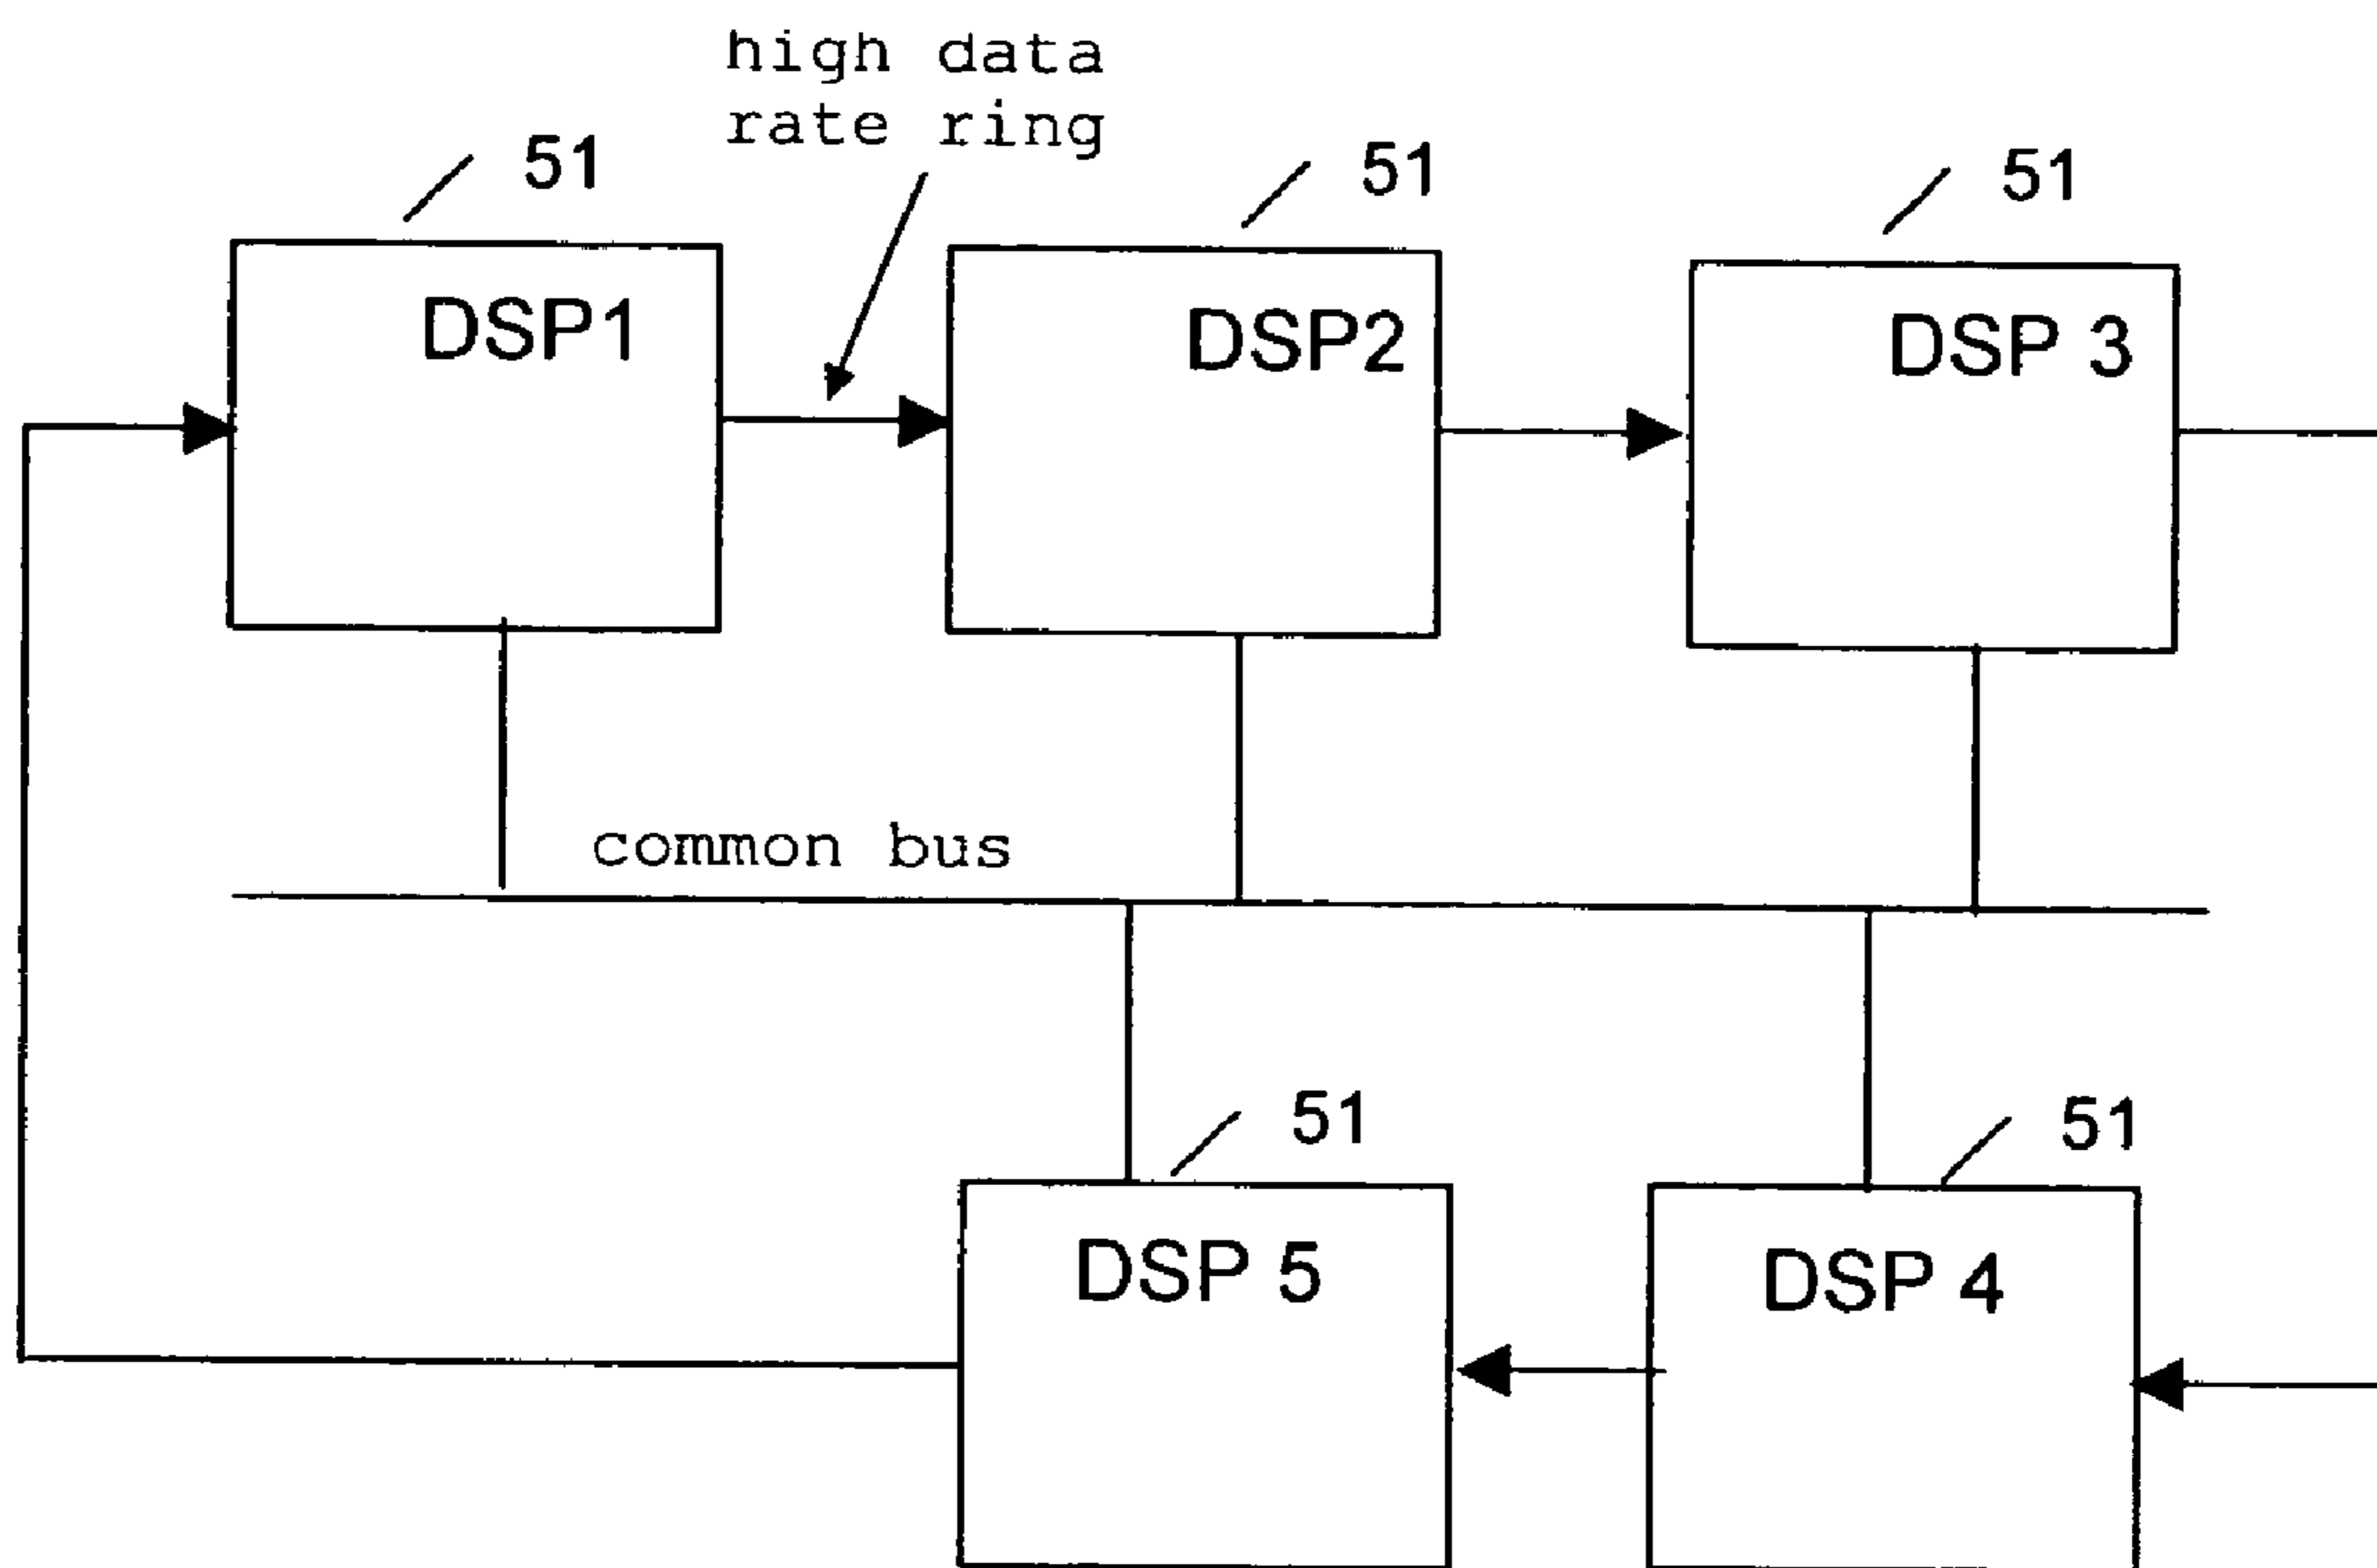 high data
rate ring
51
51
51
DSP1
DSP2
DSP 3
common bus
51
51
DSP 5
DSP 4